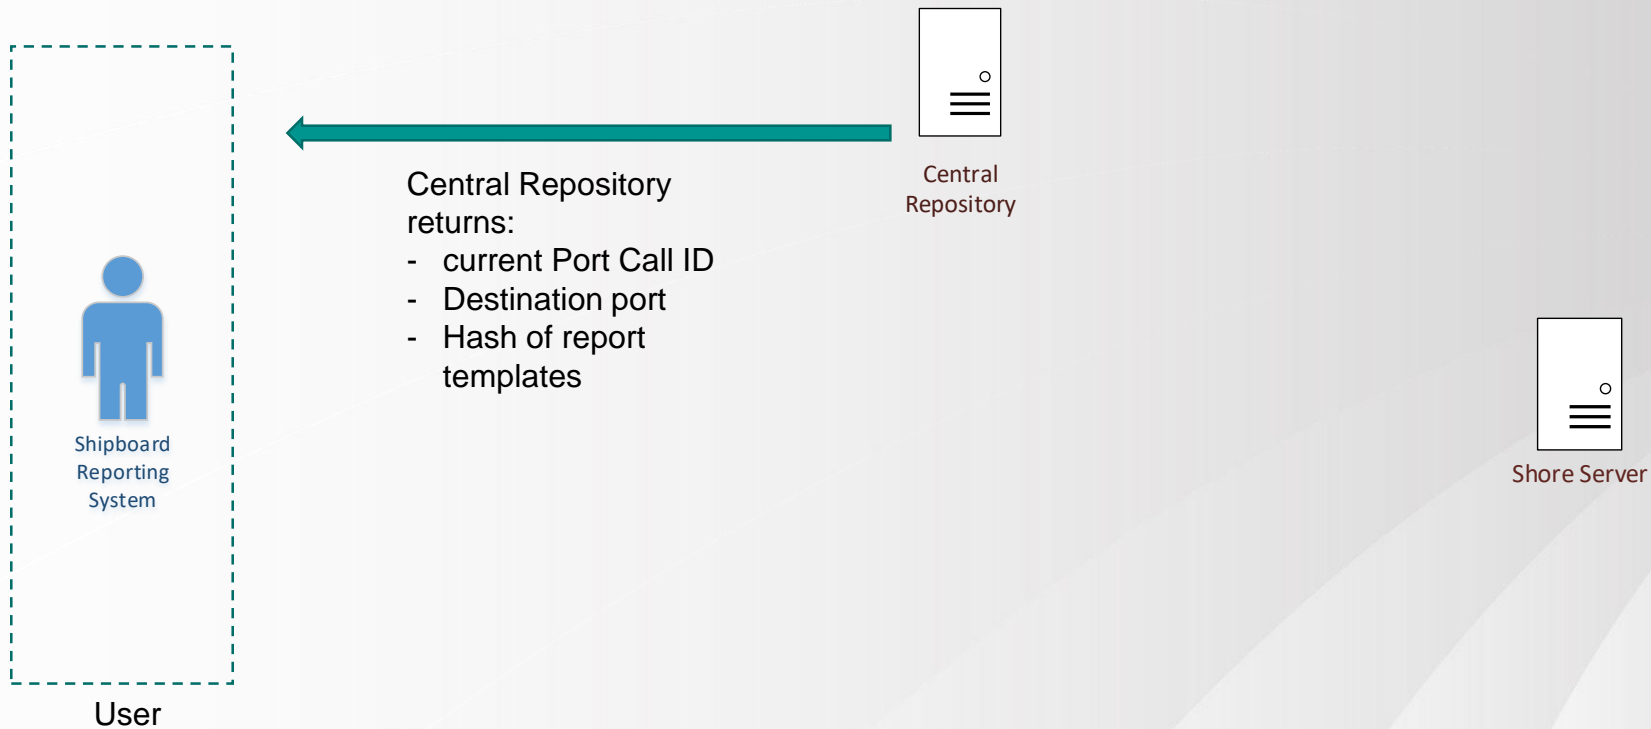 Central
Repository
Central Repository
returns:
- current Port Call ID
- Destination port
- Hash of report
templates
Shipboard
Reporting
System
Shore Server
User